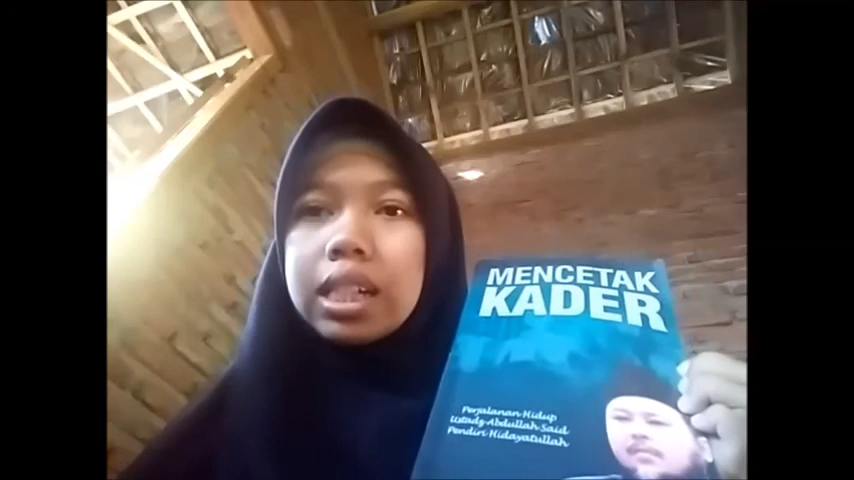 MENCETAK
KADER
Perjalanan Hidup
Ustadz Abdullah Said
Pendiri Hidayatullah